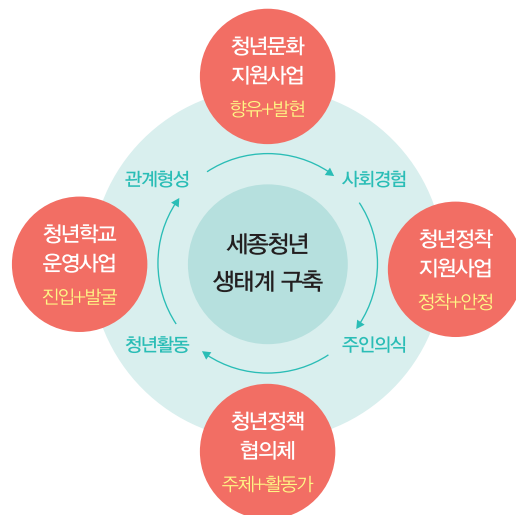 청년문화
지원사업
향유+발현
관계형성
사회경험
청년학교
운영사업
진입+발굴
세종청년
생태계 구축
청년정착
지원사업
정착+안정
청년활동
주인의식
청년정책
협의체
주체+활동가